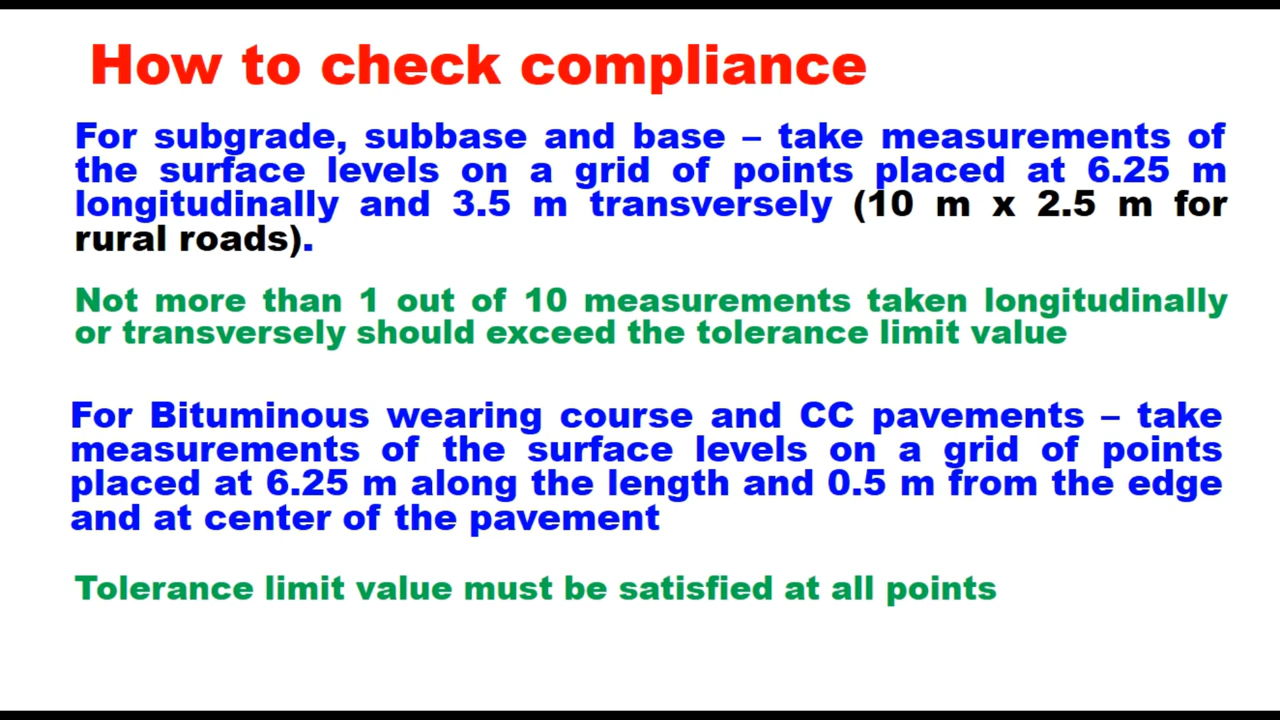 How to check compliance
For subgrade, subbase and base – take measurements of
the surface levels on a grid of points placed at 6.25 m
longitudinally and 3.5 m transversely (10 m x 2.5 m for
rural roads).
Not more than 1 out of 10 measurements taken longitudinally
or transversely should exceed the tolerance limit value
For Bituminous wearing course and CC pavements – take
measurements of the surface levels on a grid of points
placed at 6.25 m along the length and 0.5 m from the edge
and at center of the pavement
Tolerance limit value must be satisfied at all points